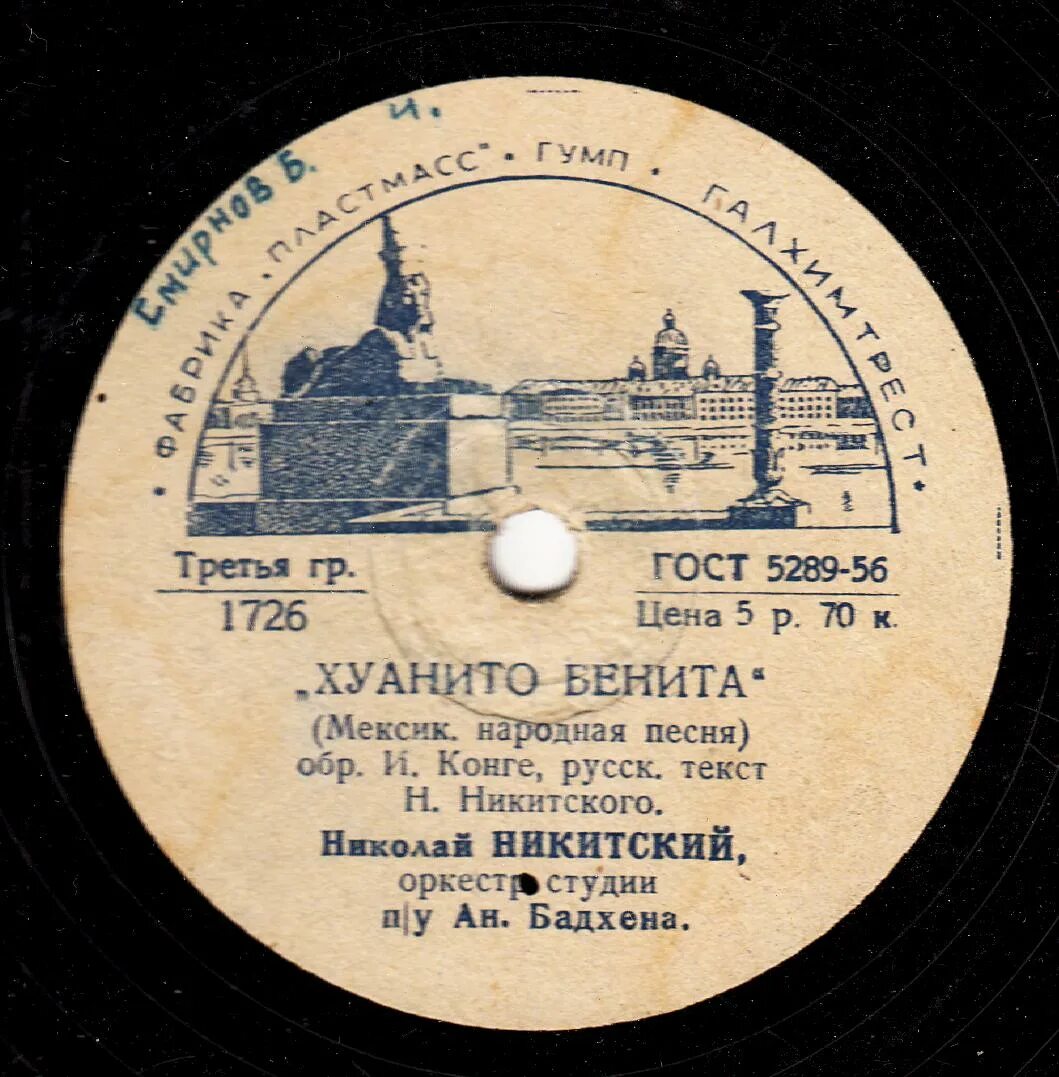 и.
Смирнов Б.
• ФАБРИКА „ПЛАСТМАСС" • ГУМП • ГАЛХИМТРЕСТ •
Третья гр.
1726
ГОСТ 5289-56
Цена 5 р. 70 к.
„ХУАНИТО БЕНИТА"
(Мексик. народная песня)
обр. И. Конге, русск. текст
Н. Никитского.
Николай НИКИТСКИЙ,
оркестр студии
п/у Ан. Бадхена.